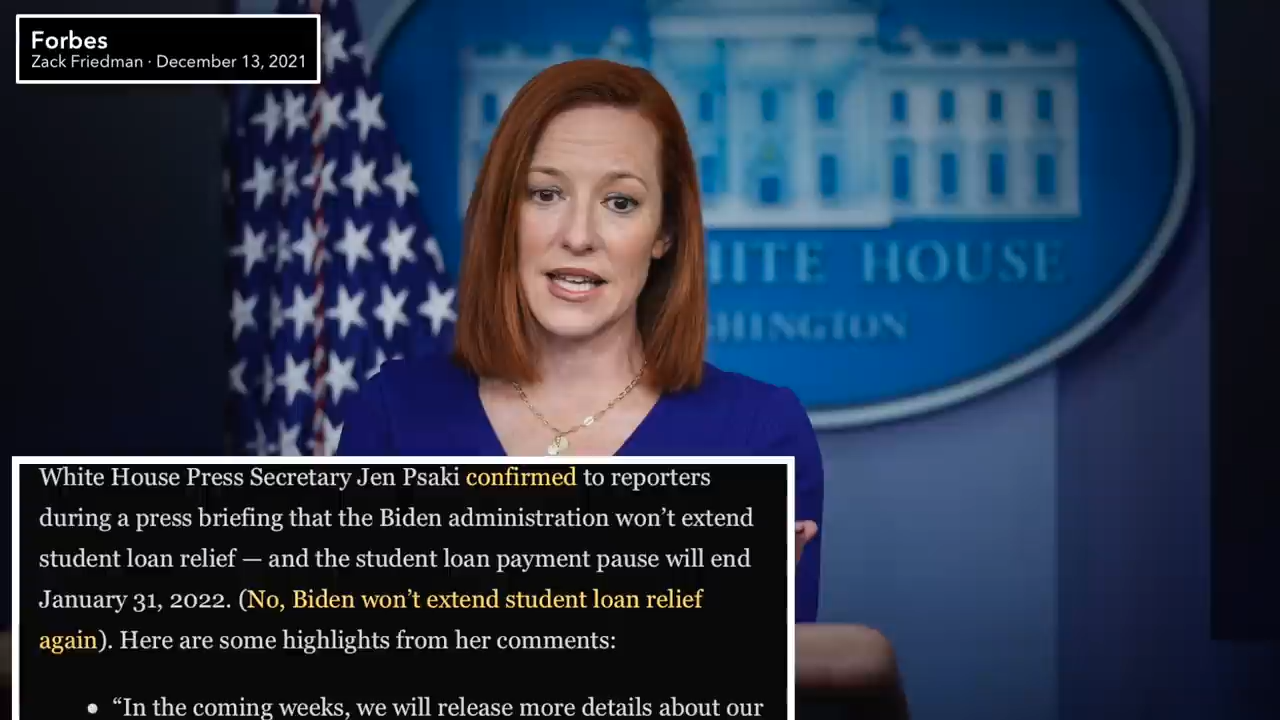 Forbes
Zack Friedman · December 13, 2021
HITE HOUSE
HINGTON
White House Press Secretary Jen Psaki confirmed to reporters
during a press briefing that the Biden administration won’t extend
student loan relief — and the student loan payment pause will end
January 31, 2022. (No, Biden won’t extend student loan relief
again). Here are some highlights from her comments:
• “In the coming weeks, we will release more details about our